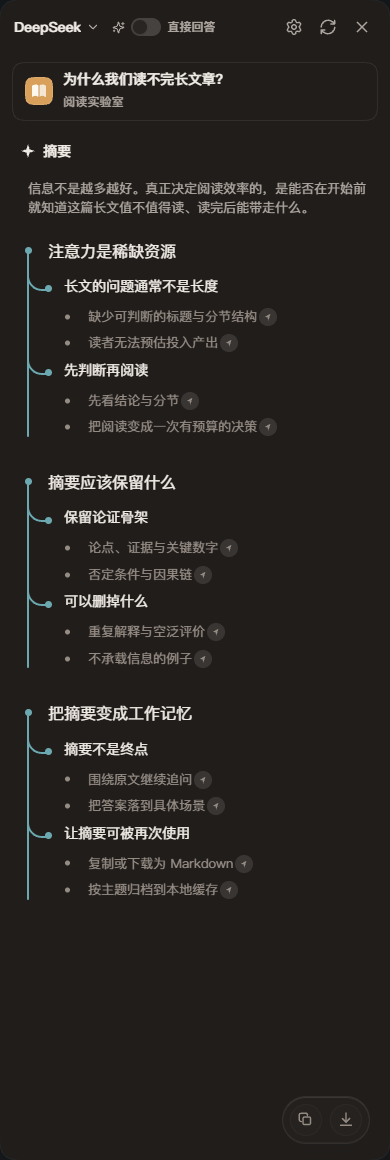 DeepSeek
直接回答
为什么我们读不完长文章?
阅读实验室
摘要
信息不是越多越好。真正决定阅读效率的，是能否在开始前
就知道这篇长文值不值得读、读完后能带走什么。
注意力是稀缺资源
长文的问题通常不是长度
缺少可判断的标题与分节结构
读者无法预估投入产出
先判断再阅读
先看结论与分节
把阅读变成一次有预算的决策
摘要应该保留什么
保留论证骨架
论点、证据与关键数字
否定条件与因果链
可以删掉什么
重复解释与空泛评价
不承载信息的例子
把摘要变成工作记忆
摘要不是终点
围绕原文继续追问
把答案落到具体场景
让摘要可被再次使用
复制或下载为 Markdown
按主题归档到本地缓存